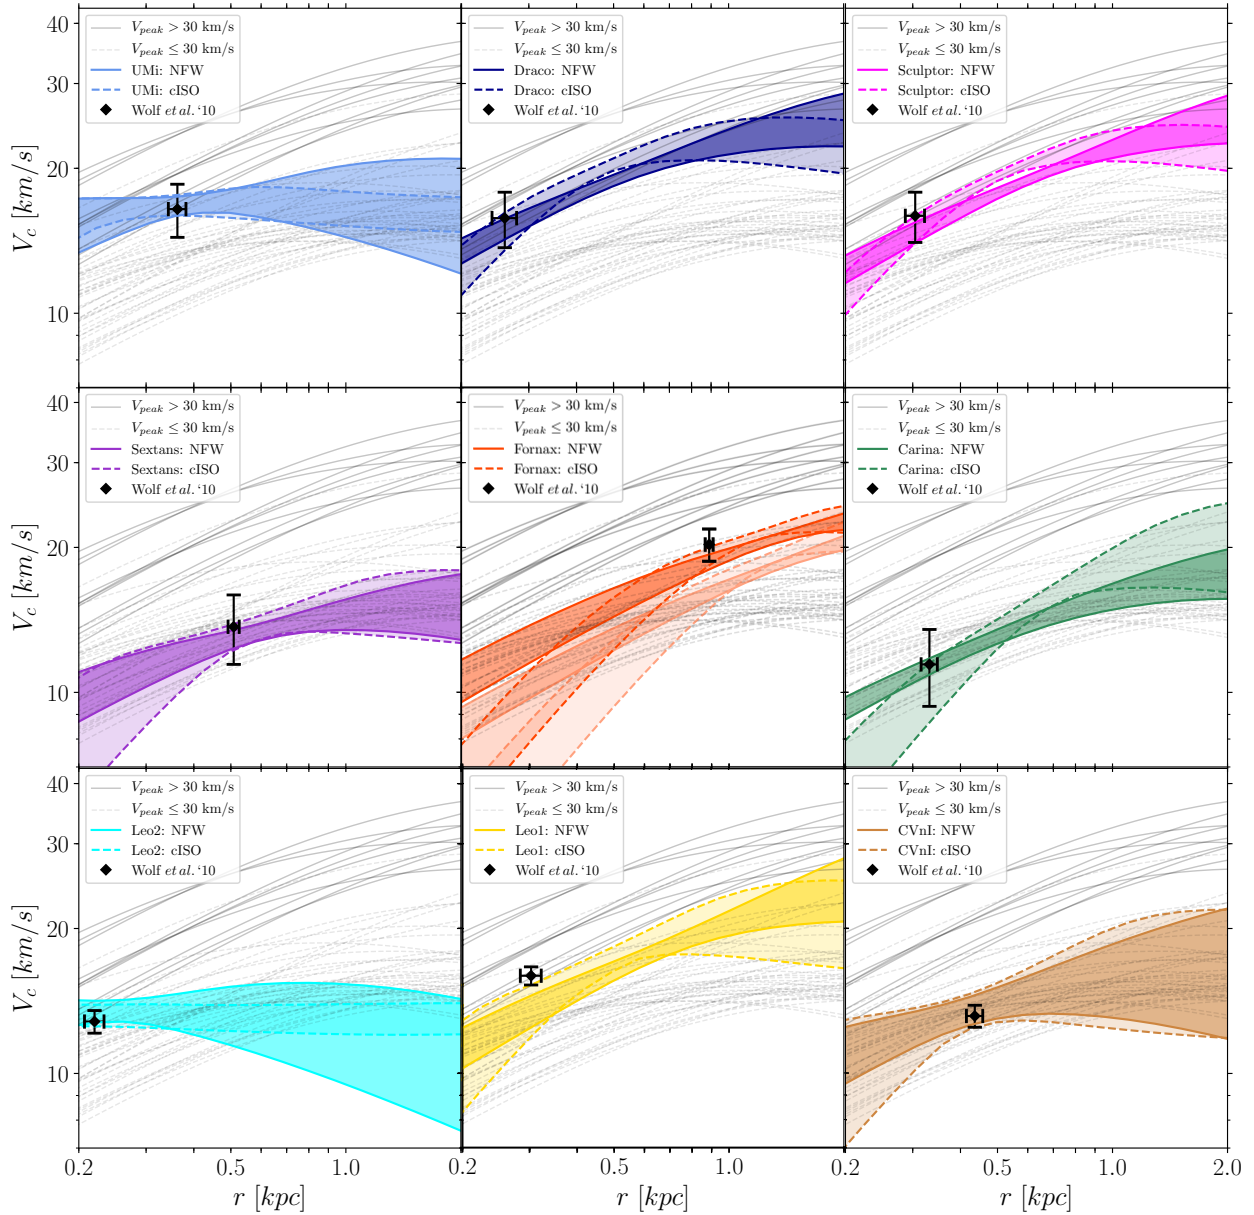 40
30
20
10
V_c [km/s]
V_peak > 30 km/s
V_peak ≤ 30 km/s
UMi: NFW
UMi: cISO
Wolf et al. ‘10
V_peak > 30 km/s
V_peak ≤ 30 km/s
Draco: NFW
Draco: cISO
Wolf et al. ‘10
V_peak > 30 km/s
V_peak ≤ 30 km/s
Sculptor: NFW
Sculptor: cISO
Wolf et al. ‘10
40
30
20
10
V_c [km/s]
V_peak > 30 km/s
V_peak ≤ 30 km/s
Sextans: NFW
Sextans: cISO
Wolf et al. ‘10
V_peak > 30 km/s
V_peak ≤ 30 km/s
Fornax: NFW
Fornax: cISO
Wolf et al. ‘10
V_peak > 30 km/s
V_peak ≤ 30 km/s
Carina: NFW
Carina: cISO
Wolf et al. ‘10
40
30
20
10
V_c [km/s]
V_peak > 30 km/s
V_peak ≤ 30 km/s
Leo2: NFW
Leo2: cISO
Wolf et al. ‘10
V_peak > 30 km/s
V_peak ≤ 30 km/s
Leo1: NFW
Leo1: cISO
Wolf et al. ‘10
V_peak > 30 km/s
V_peak ≤ 30 km/s
CVnI: NFW
CVnI: cISO
Wolf et al. ‘10
0.2 0.5 1.0 0.2 0.5 1.0 0.2 0.5 1.0 2.0
r [kpc] r [kpc] r [kpc]